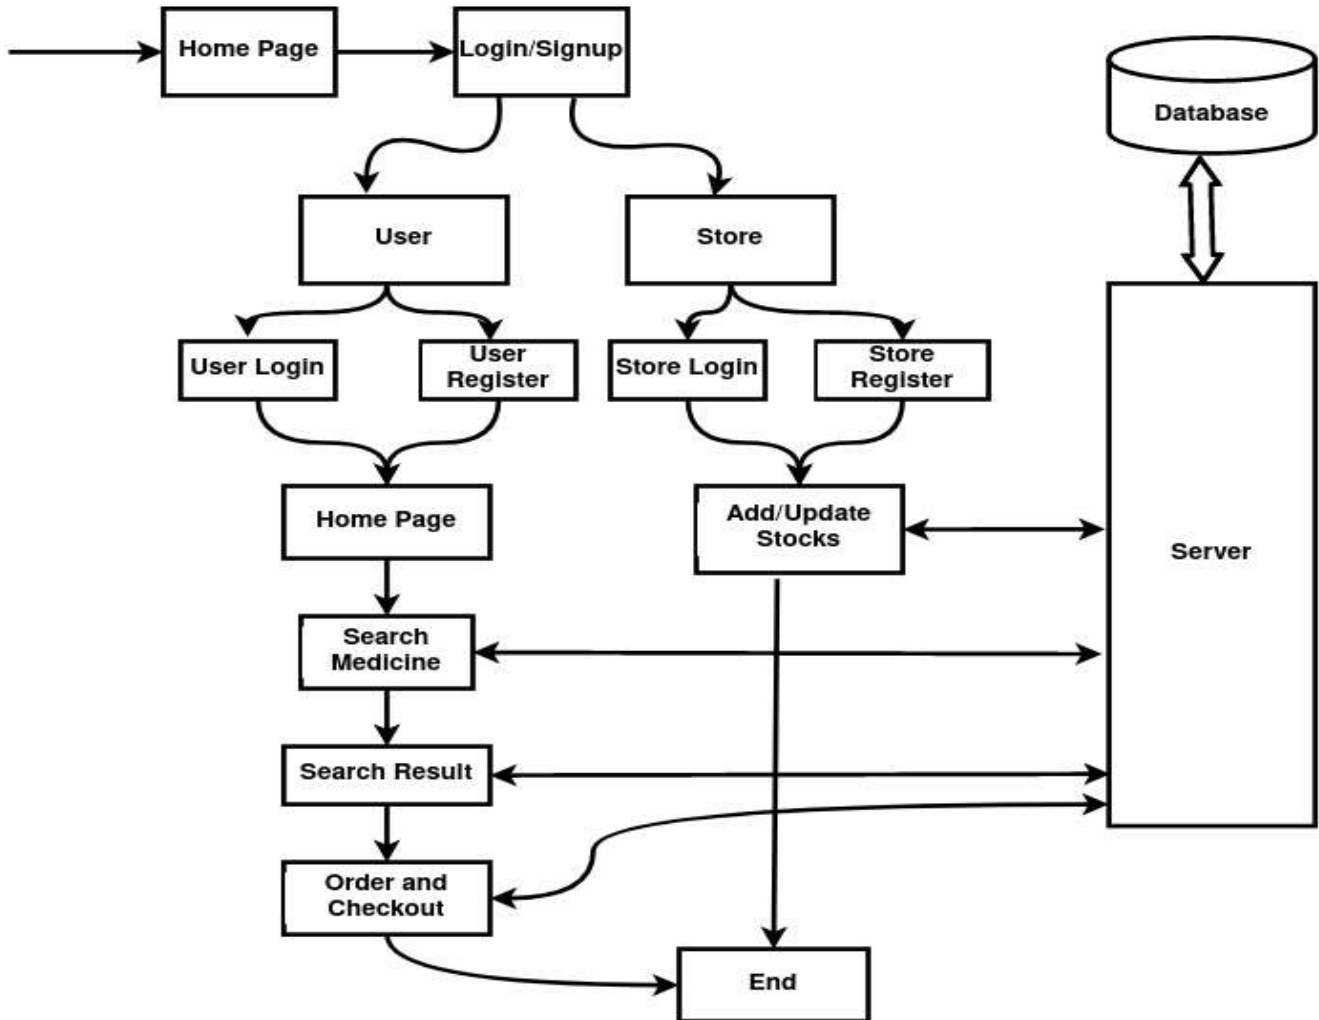 Home Page
Login/Signup
Database
User
Store
User Login
User
Register
Store Login
Store
Register
Home Page
Add/Update
Stocks
Server
Search
Medicine
Search Result
Order and
Checkout
End